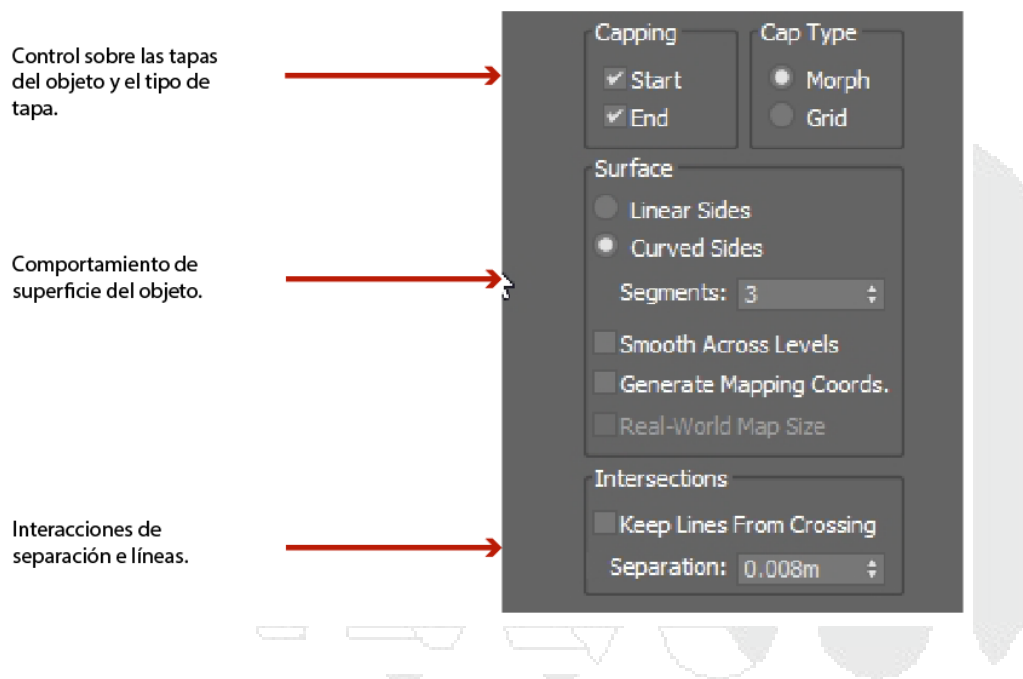 Control sobre las tapas
del objeto y el tipo de
tapa.
Capping
Start
End
Cap Type
Morph
Grid
Comportamiento de
superficie del objeto.
Surface
Linear Sides
Curved Sides
Segments: 3
Smooth Across Levels
Generate Mapping Coords.
Real-World Map Size
Interacciones de
separación e líneas.
Intersections
Keep Lines From Crossing
Separation: 0.008m